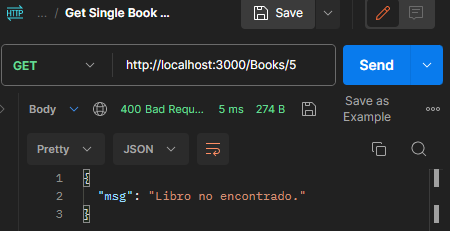 HTTP ... / Get Single Book ... Save
GET http://localhost:3000/Books/5 Send
Body 400 Bad Requ... 5 ms 274 B Save as Example
Pretty JSON
1 {
2 "msg": "Libro no encontrado."
3 }